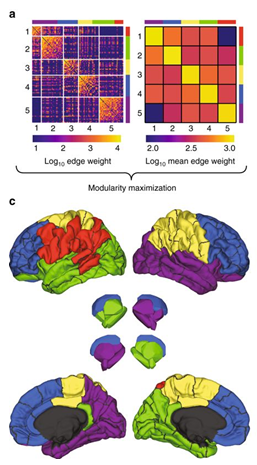 a
1
2
3
4
5
1
2
3
4
5
1 2 3 4 5
1 2 3 4 5
1 2 3 4
2.0 2.5 3.0
Log10 edge weight
Log10 mean edge weight
Modularity maximization
c